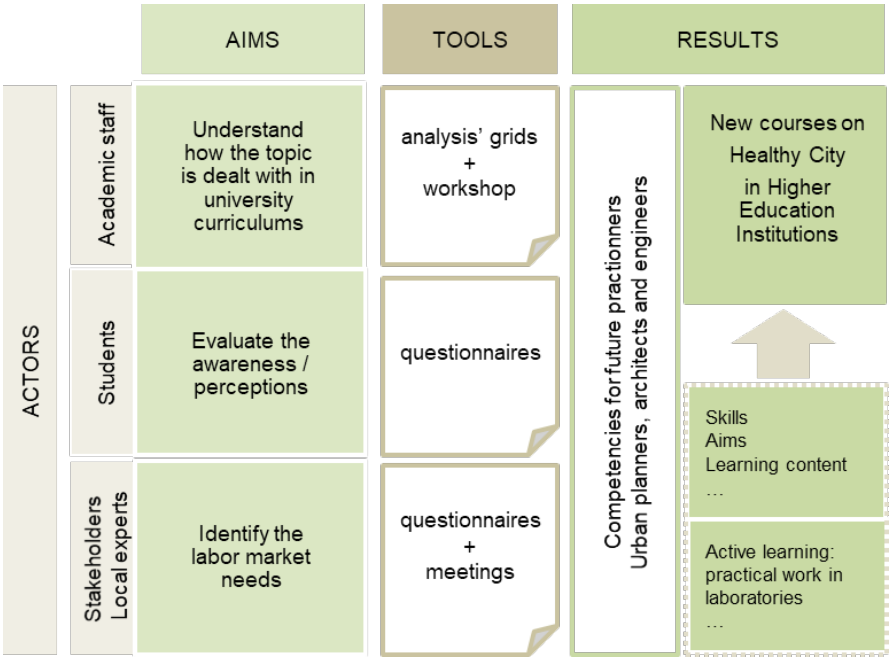 AIMS
TOOLS
RESULTS
ACTORS
Academic staff
Understand
how the topic
is dealt with in
university
curriculums
analysis’ grids
+
workshop
Students
Evaluate the
awareness /
perceptions
questionnaires
Stakeholders
Local experts
Identify the
labor market
needs
questionnaires
+
meetings
Competencies for future practionners
Urban planners, architects and engineers
New courses on
Healthy City
in Higher
Education
Institutions
Skills
Aims
Learning content
…
Active learning:
practical work in
laboratories
…